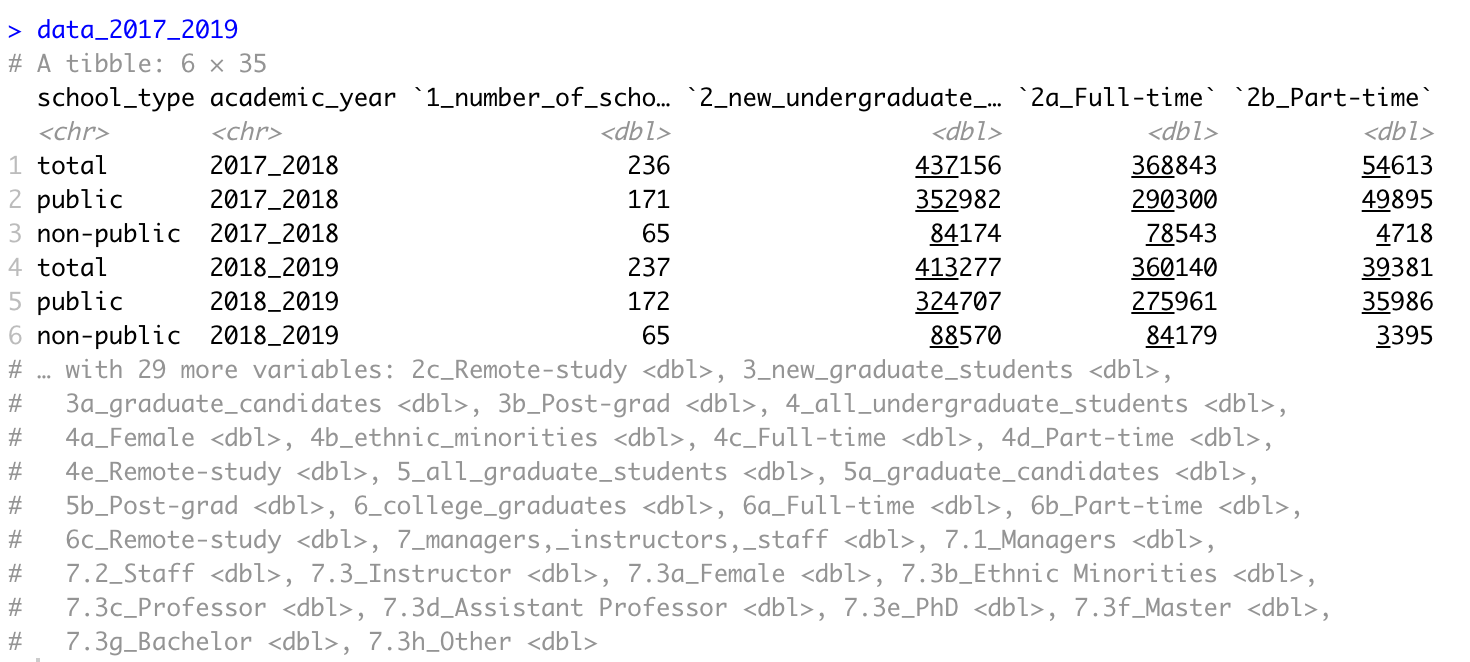 > data_2017_2019
# A tibble: 6 × 35
school_type academic_year `1_number_of_scho… `2_new_undergraduate_… `2a_Full-time` `2b_Part-time`
<chr> <chr> <dbl> <dbl> <dbl> <dbl>
1 total 2017_2018 236 437156 368843 54613
2 public 2017_2018 171 352982 290300 49895
3 non-public 2017_2018 65 84174 78543 4718
4 total 2018_2019 237 413277 360140 39381
5 public 2018_2019 172 324707 275961 35986
6 non-public 2018_2019 65 88570 84179 3395
# … with 29 more variables: 2c_Remote-study <dbl>, 3_new_graduate_students <dbl>,
# 3a_graduate_candidates <dbl>, 3b_Post-grad <dbl>, 4_all_undergraduate_students <dbl>,
# 4a_Female <dbl>, 4b_ethnic_minorities <dbl>, 4c_Full-time <dbl>, 4d_Part-time <dbl>,
# 4e_Remote-study <dbl>, 5_all_graduate_students <dbl>, 5a_graduate_candidates <dbl>,
# 5b_Post-grad <dbl>, 6_college_graduates <dbl>, 6a_Full-time <dbl>, 6b_Part-time <dbl>,
# 6c_Remote-study <dbl>, 7_managers,_instructors,_staff <dbl>, 7.1_Managers <dbl>,
# 7.2_Staff <dbl>, 7.3_Instructor <dbl>, 7.3a_Female <dbl>, 7.3b_Ethnic Minorities <dbl>,
# 7.3c_Professor <dbl>, 7.3d_Assistant Professor <dbl>, 7.3e_PhD <dbl>, 7.3f_Master <dbl>,
# 7.3g_Bachelor <dbl>, 7.3h_Other <dbl>